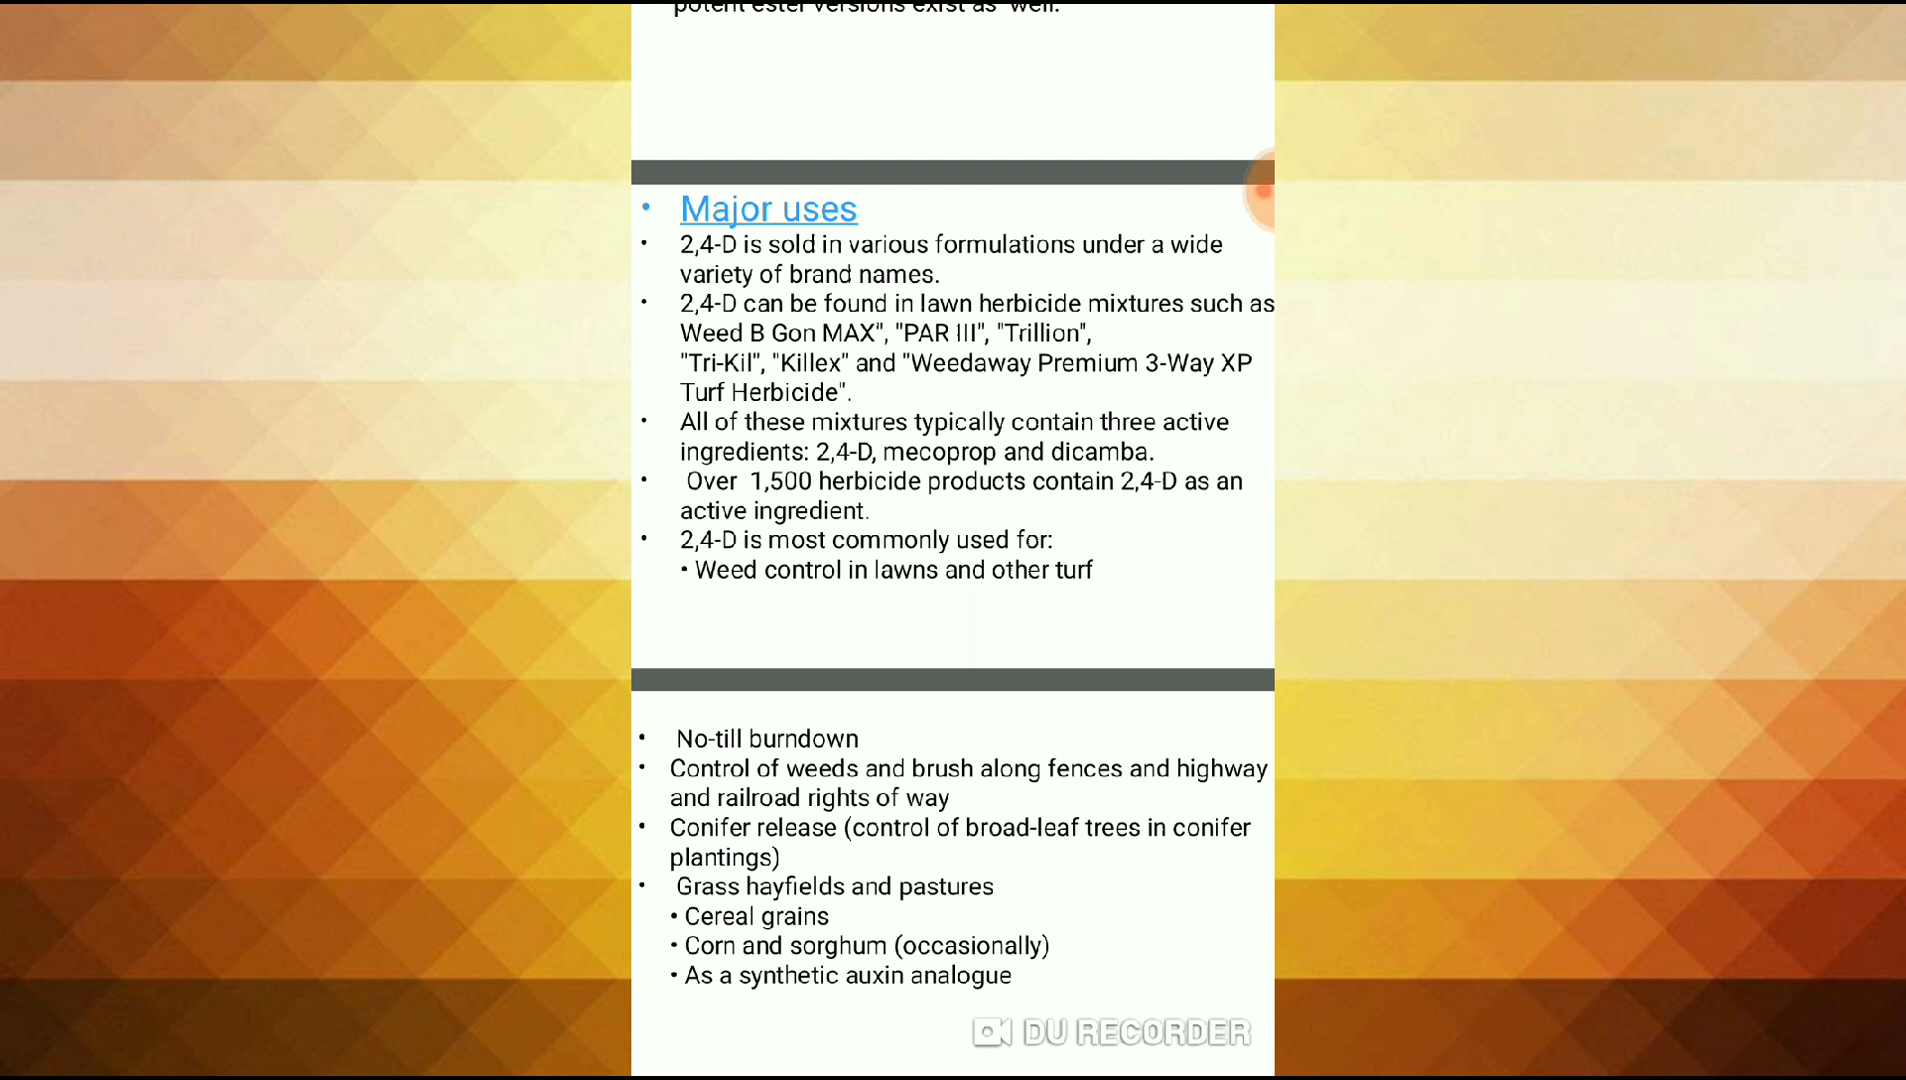 potent ester versions exist as well.
• Major uses
• 2,4-D is sold in various formulations under a wide
variety of brand names.
• 2,4-D can be found in lawn herbicide mixtures such as
Weed B Gon MAX", "PAR III", "Trillion",
"Tri-Kil", "Killex" and "Weedaway Premium 3-Way XP
Turf Herbicide".
• All of these mixtures typically contain three active
ingredients: 2,4-D, mecoprop and dicamba.
• Over 1,500 herbicide products contain 2,4-D as an
active ingredient.
• 2,4-D is most commonly used for:
• Weed control in lawns and other turf
• No-till burndown
• Control of weeds and brush along fences and highway
and railroad rights of way
• Conifer release (control of broad-leaf trees in conifer
plantings)
• Grass hayfields and pastures
• Cereal grains
• Corn and sorghum (occasionally)
• As a synthetic auxin analogue
DU RECORDER